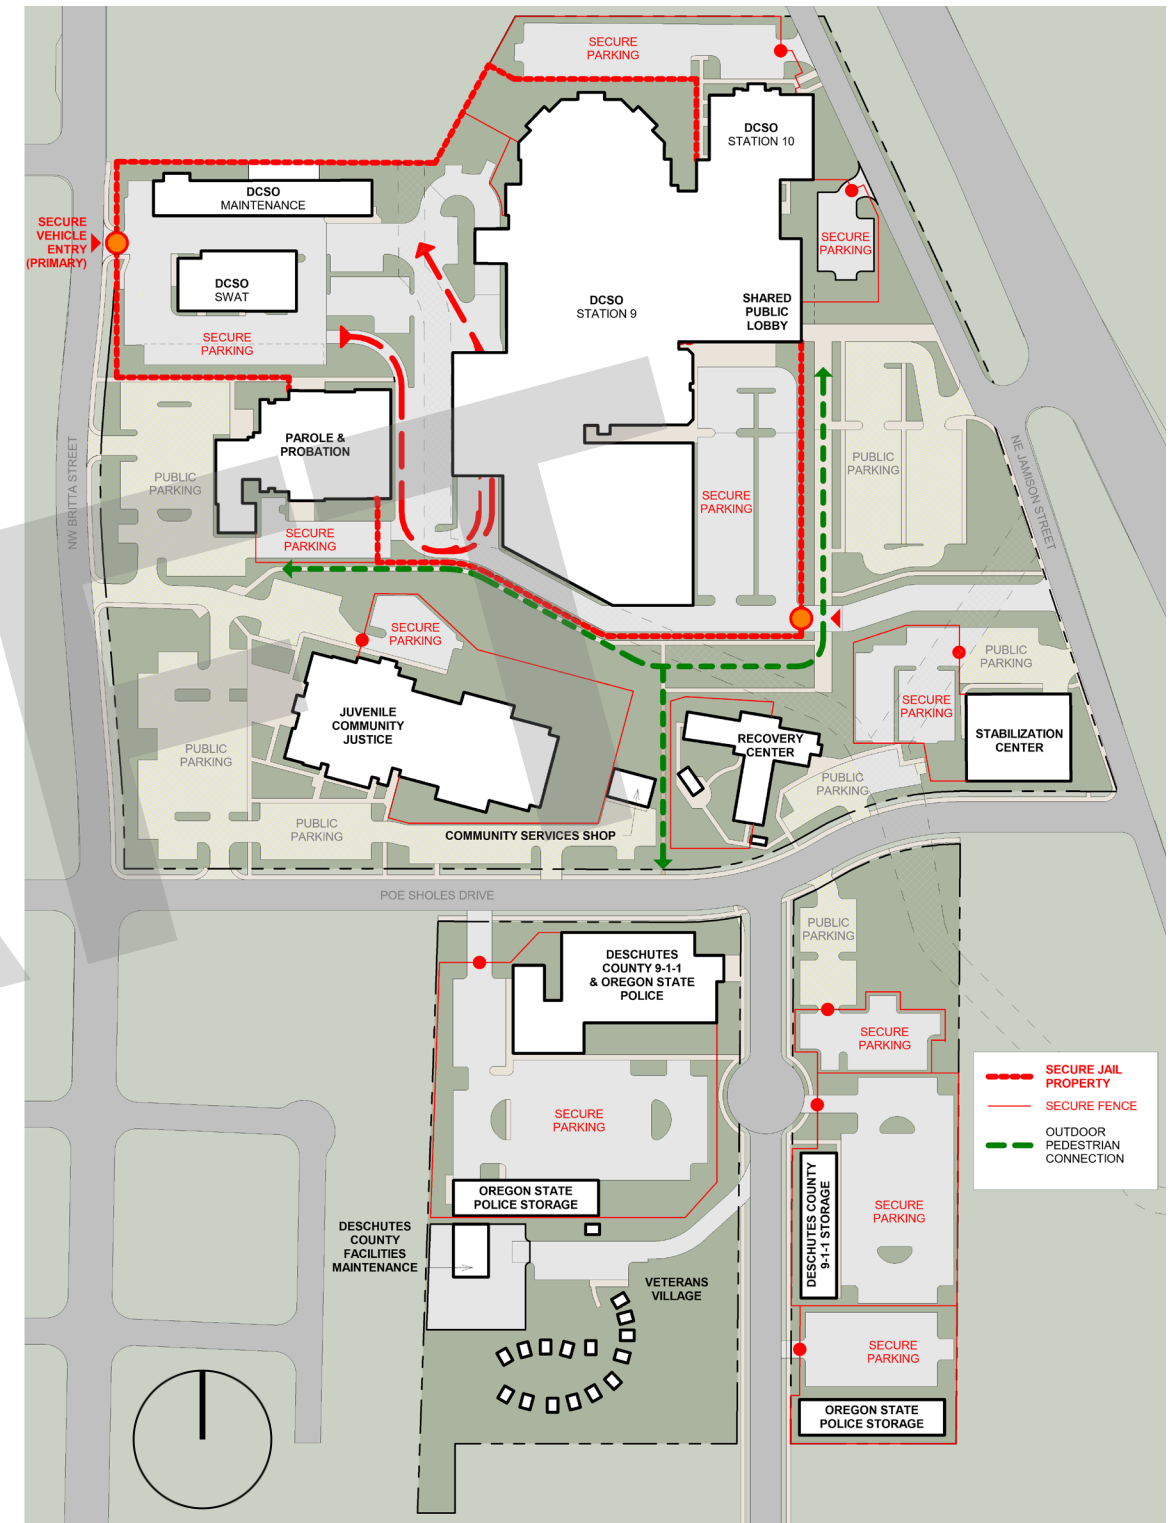 SECURE
PARKING
DCSO
STATION 10
DCSO
MAINTENANCE
SECURE
VEHICLE
ENTRY
(PRIMARY)
SECURE
PARKING
DCSO
SWAT
DCSO
STATION 9
SHARED
PUBLIC
LOBBY
SECURE
PARKING
NW BRITTA STREET
PAROLE &
PROBATION
PUBLIC
PARKING
PUBLIC
PARKING
NE JAMISON STREET
SECURE
PARKING
SECURE
PARKING
SECURE
PARKING
PUBLIC
PARKING
SECURE
PARKING
JUVENILE
COMMUNITY
JUSTICE
RECOVERY
CENTER
STABILIZATION
CENTER
PUBLIC
PARKING
PUBLIC
PARKING
PUBLIC
PARKING
COMMUNITY SERVICES SHOP
POE SHOLES DRIVE
PUBLIC
PARKING
DESCHUTES
COUNTY 9-1-1
& OREGON STATE
POLICE
SECURE
PARKING
SECURE JAIL
PROPERTY
SECURE FENCE
OUTDOOR
PEDESTRIAN
CONNECTION
SECURE
PARKING
OREGON STATE
POLICE STORAGE
DESCHUTES COUNTY
9-1-1 STORAGE
SECURE
PARKING
DESCHUTES
COUNTY
FACILITIES
MAINTENANCE
VETERANS
VILLAGE
SECURE
PARKING
OREGON STATE
POLICE STORAGE